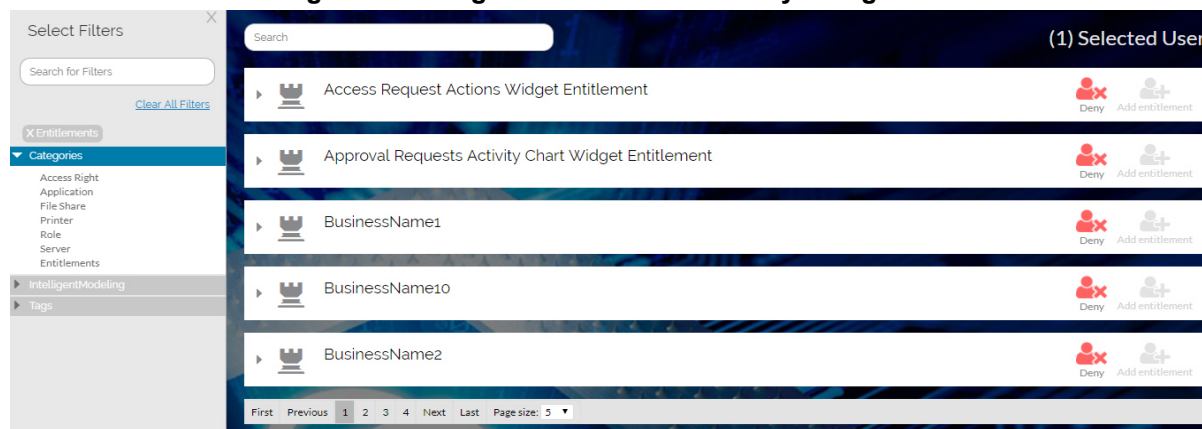 Select Filters
X
Search for Filters
Clear All Filters
X Entitlements
Categories
Access Right
Application
File Share
Printer
Role
Server
Entitlements
IntelligentModeling
Tags
Search
(1) Selected User
Access Request Actions Widget Entitlement
Deny Add entitlement
Approval Requests Activity Chart Widget Entitlement
Deny Add entitlement
BusinessName1
Deny Add entitlement
BusinessName10
Deny Add entitlement
BusinessName2
Deny Add entitlement
First Previous 1 2 3 4 Next Last Page size: 5